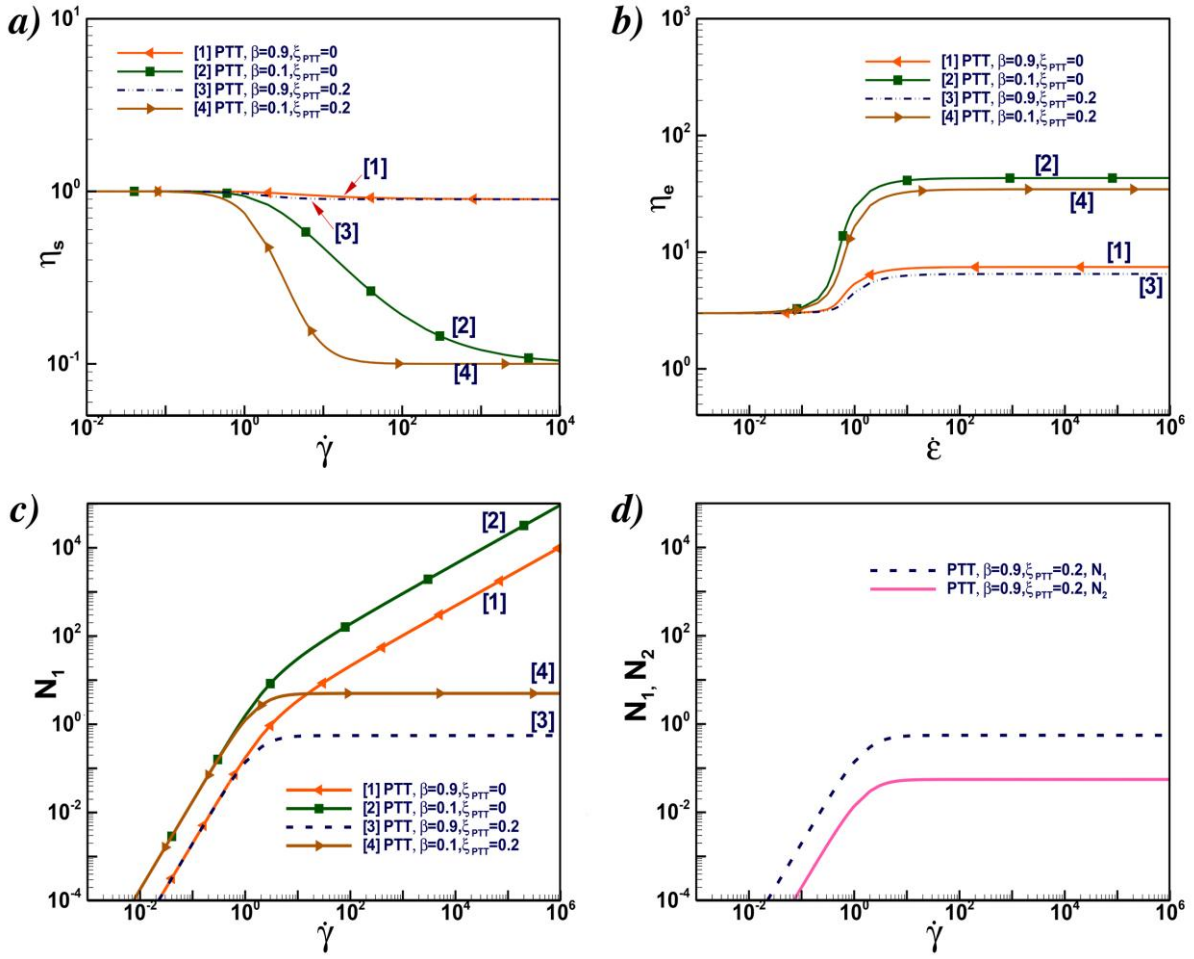 a)
10¹
[1] PTT, β=0.9,ξPTT=0
[2] PTT, β=0.1,ξPTT=0
[3] PTT, β=0.9,ξPTT=0.2
[4] PTT, β=0.1,ξPTT=0.2
[1]
10⁰
ηs
[3]
[2]
10⁻¹
[4]
10⁻² 10⁰ 10² 10⁴
γ̇
b)
10³
[1] PTT, β=0.9,ξPTT=0
[2] PTT, β=0.1,ξPTT=0
[3] PTT, β=0.9,ξPTT=0.2
[4] PTT, β=0.1,ξPTT=0.2
10²
[2]
ηe
[4]
10¹
[1]
[3]
10⁰
10⁻² 10⁰ 10² 10⁴ 10⁶
ε̇
c)
[2]
10⁴
[1]
10²
N₁
[4]
10⁰
[3]
[1] PTT, β=0.9,ξPTT=0
[2] PTT, β=0.1,ξPTT=0
[3] PTT, β=0.9,ξPTT=0.2
[4] PTT, β=0.1,ξPTT=0.2
10⁻²
10⁻⁴
10⁻² 10⁰ 10² 10⁴ 10⁶
γ̇
d)
10⁴
PTT, β=0.9,ξPTT=0.2, N₁
PTT, β=0.9,ξPTT=0.2, N₂
10²
N₁, N₂
10⁰
10⁻²
10⁻⁴
10⁻² 10⁰ 10² 10⁴ 10⁶
γ̇